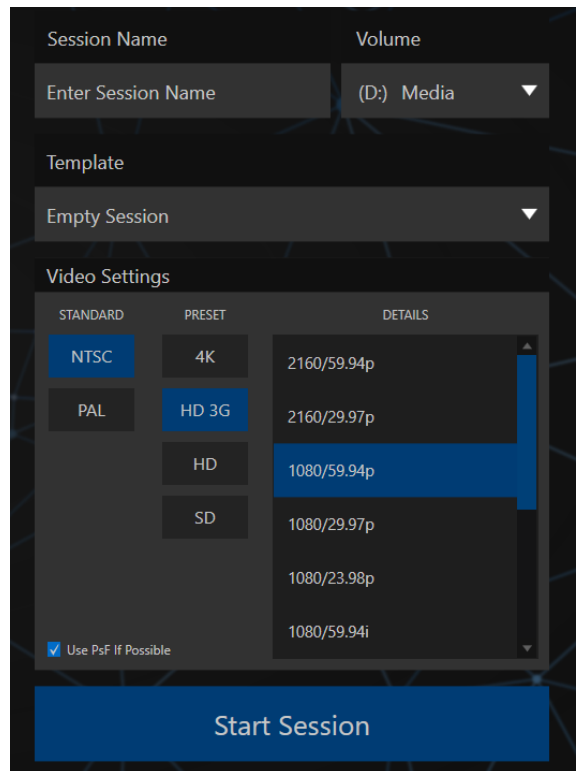 Session Name
Volume
Enter Session Name
(D:) Media
Template
Empty Session
Video Settings
STANDARD
PRESET
DETAILS
NTSC
PAL
4K
HD 3G
HD
SD
2160/59.94p
2160/29.97p
1080/59.94p
1080/29.97p
1080/23.98p
1080/59.94i
Use PsF If Possible
Start Session